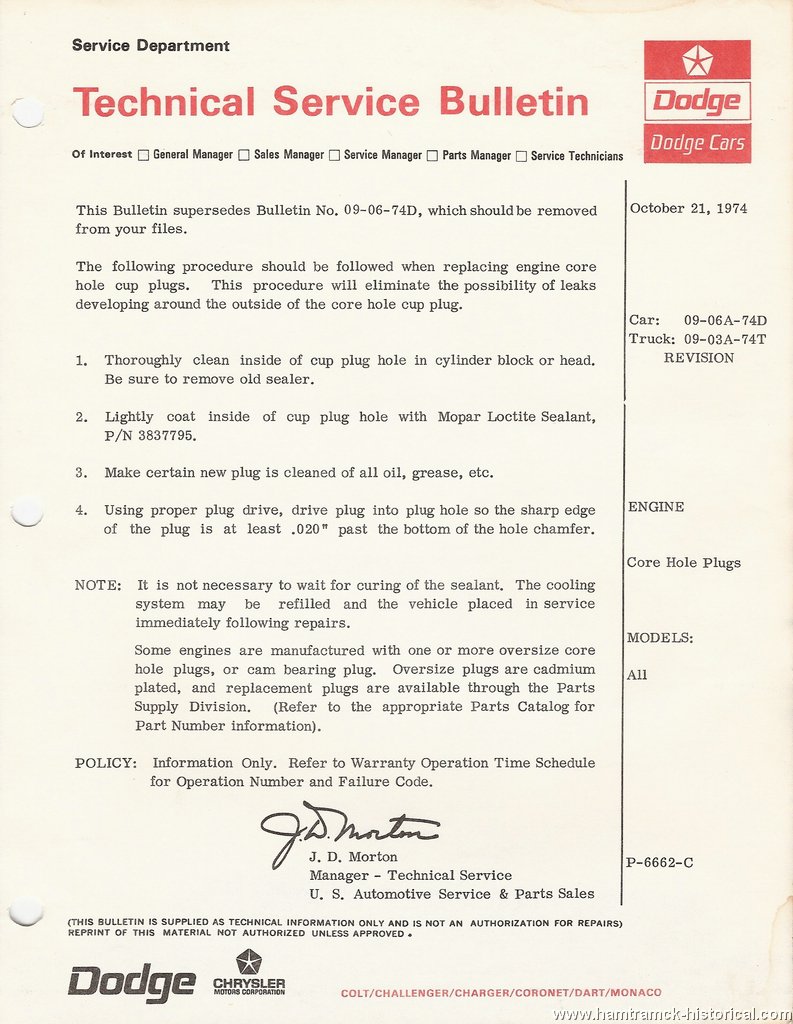 Service Department
Technical Service Bulletin
Dodge
Dodge Cars
Of Interest □ General Manager □ Sales Manager □ Service Manager □ Parts Manager □ Service Technicians
This Bulletin supersedes Bulletin No. 09-06-74D, which should be removed
from your files.
October 21, 1974
The following procedure should be followed when replacing engine core
hole cup plugs. This procedure will eliminate the possibility of leaks
developing around the outside of the core hole cup plug.
Car: 09-06A-74D
Truck: 09-03A-74T
REVISION
1. Thoroughly clean inside of cup plug hole in cylinder block or head.
Be sure to remove old sealer.
2. Lightly coat inside of cup plug hole with Mopar Loctite Sealant,
P/N 3837795.
3. Make certain new plug is cleaned of all oil, grease, etc.
4. Using proper plug drive, drive plug into plug hole so the sharp edge
of the plug is at least .020" past the bottom of the hole chamfer.
ENGINE
Core Hole Plugs
NOTE: It is not necessary to wait for curing of the sealant. The cooling
system may be refilled and the vehicle placed in service
immediately following repairs.
MODELS:
All
Some engines are manufactured with one or more oversize core
hole plugs, or cam bearing plug. Oversize plugs are cadmium
plated, and replacement plugs are available through the Parts
Supply Division. (Refer to the appropriate Parts Catalog for
Part Number information).
POLICY: Information Only. Refer to Warranty Operation Time Schedule
for Operation Number and Failure Code.
J. D. Morton
J. D. Morton
Manager - Technical Service
U. S. Automotive Service & Parts Sales
P-6662-C
(THIS BULLETIN IS SUPPLIED AS TECHNICAL INFORMATION ONLY AND IS NOT AN AUTHORIZATION FOR REPAIRS)
REPRINT OF THIS MATERIAL NOT AUTHORIZED UNLESS APPROVED.
Dodge
CHRYSLER
MOTORS CORPORATION
COLT/CHALLENGER/CHARGER/CORONET/DART/MONACO
www.hamtramck-historical.com